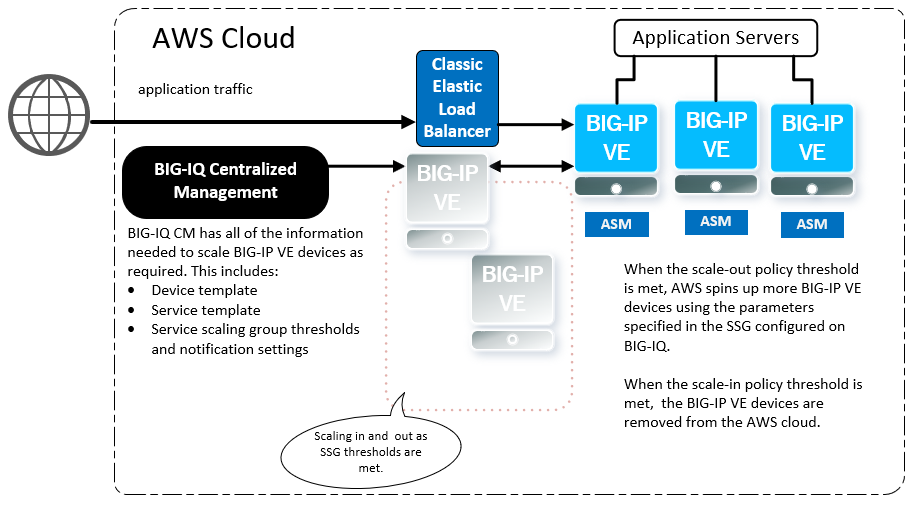 AWS Cloud
application traffic
Classic
Elastic
Load
Balancer
Application Servers
BIG-IP
VE
BIG-IP
VE
BIG-IP
VE
ASM
ASM
ASM
BIG-IQ Centralized
Management
BIG-IP
VE
BIG-IP
VE
BIG-IQ CM has all of the information
needed to scale BIG-IP VE devices as
required. This includes:
• Device template
• Service template
• Service scaling group thresholds
and notification settings
Scaling in and out as
SSG thresholds are
met.
When the scale-out policy threshold
is met, AWS spins up more BIG-IP VE
devices using the parameters
specified in the SSG configured on
BIG-IQ.
When the scale-in policy threshold is
met, the BIG-IP VE devices are
removed from the AWS cloud.